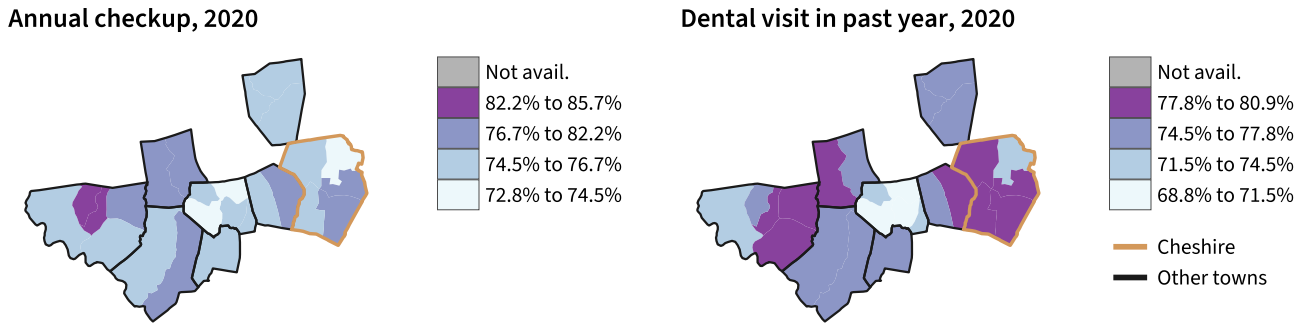 Annual checkup, 2020
Not avail.
82.2% to 85.7%
76.7% to 82.2%
74.5% to 76.7%
72.8% to 74.5%
Dental visit in past year, 2020
Not avail.
77.8% to 80.9%
74.5% to 77.8%
71.5% to 74.5%
68.8% to 71.5%
Cheshire
Other towns